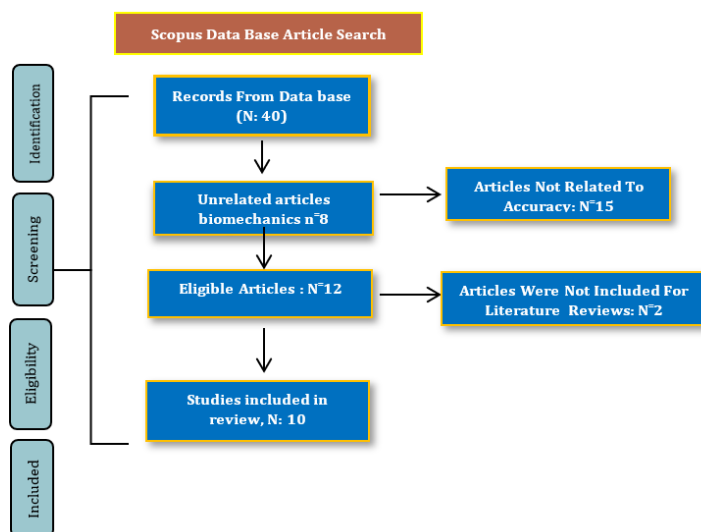 Scopus Data Base Article Search
Identification
Screening
Eligibility
Included
Records From Data base
(N: 40)
Unrelated articles
biomechanics n=8
Articles Not Related To
Accuracy: N=15
Eligible Articles : N=12
Articles Were Not Included For
Literature Reviews: N=2
Studies included in
review, N: 10